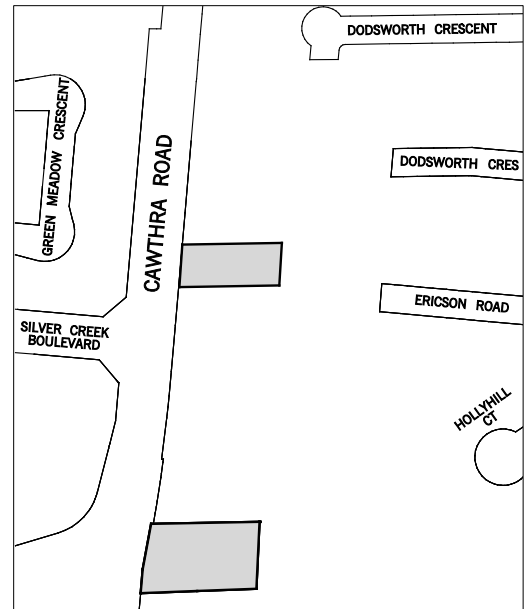 DODSWORTH CRESCENT
GREEN MEADOW CRESCENT
CAWTHRA ROAD
DODSWORTH CRES
ERICSON ROAD
SILVER CREEK
BOULEVARD
HOLLYHILL
CT